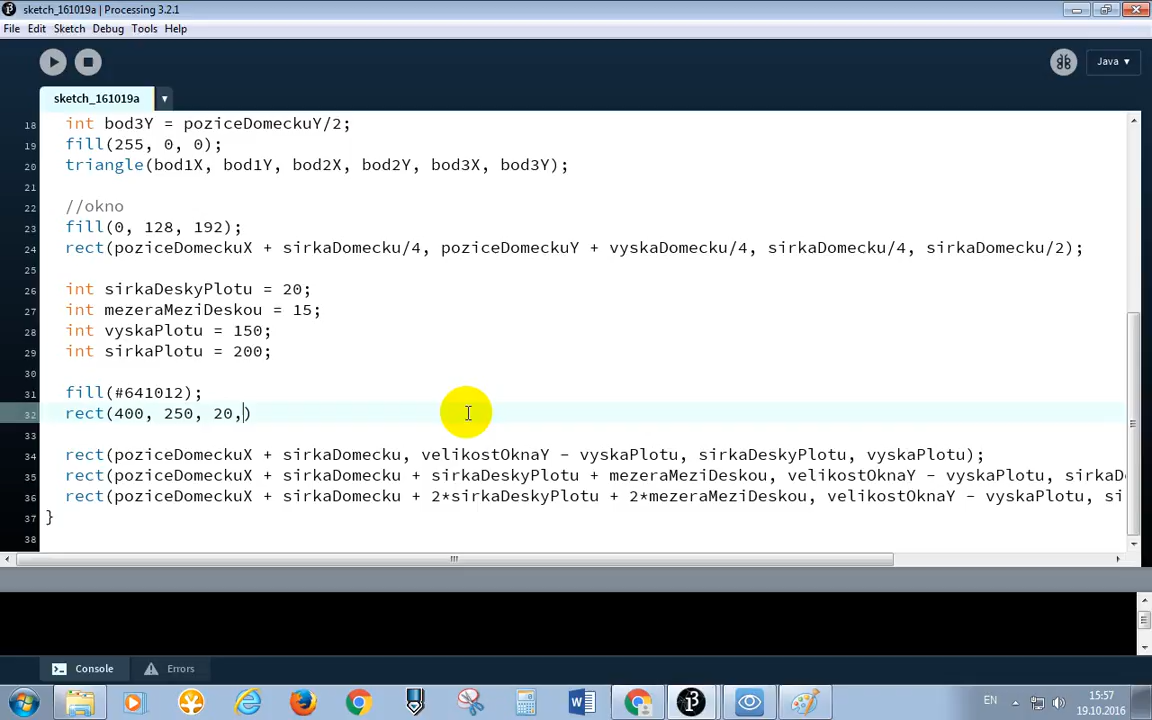 sketch_161019a | Processing 3.2.1
File Edit Sketch Debug Tools Help
Java ▾
sketch_161019a ▾
18 int bod3Y = poziceDomeckuY/2;
19 fill(255, 0, 0);
20 triangle(bod1X, bod1Y, bod2X, bod2Y, bod3X, bod3Y);
21
22 //okno
23 fill(0, 128, 192);
24 rect(poziceDomeckuX + sirkaDomecku/4, poziceDomeckuY + vyskaDomecku/4, sirkaDomecku/4, sirkaDomecku/2);
25
26 int sirkaDeskyPlotu = 20;
27 int mezeraMeziDeskou = 15;
28 int vyskaPlotu = 150;
29 int sirkaPlotu = 200;
30
31 fill(#641012);
32 rect(400, 250, 20,)
33
34 rect(poziceDomeckuX + sirkaDomecku, velikostOknaY - vyskaPlotu, sirkaDeskyPlotu, vyskaPlotu);
35 rect(poziceDomeckuX + sirkaDomecku + sirkaDeskyPlotu + mezeraMeziDeskou, velikostOknaY - vyskaPlotu, sirkaD
36 rect(poziceDomeckuX + sirkaDomecku + 2*sirkaDeskyPlotu + 2*mezeraMeziDeskou, velikostOknaY - vyskaPlotu, si
37 }
38
Console Errors
EN 15:57
19.10.2016